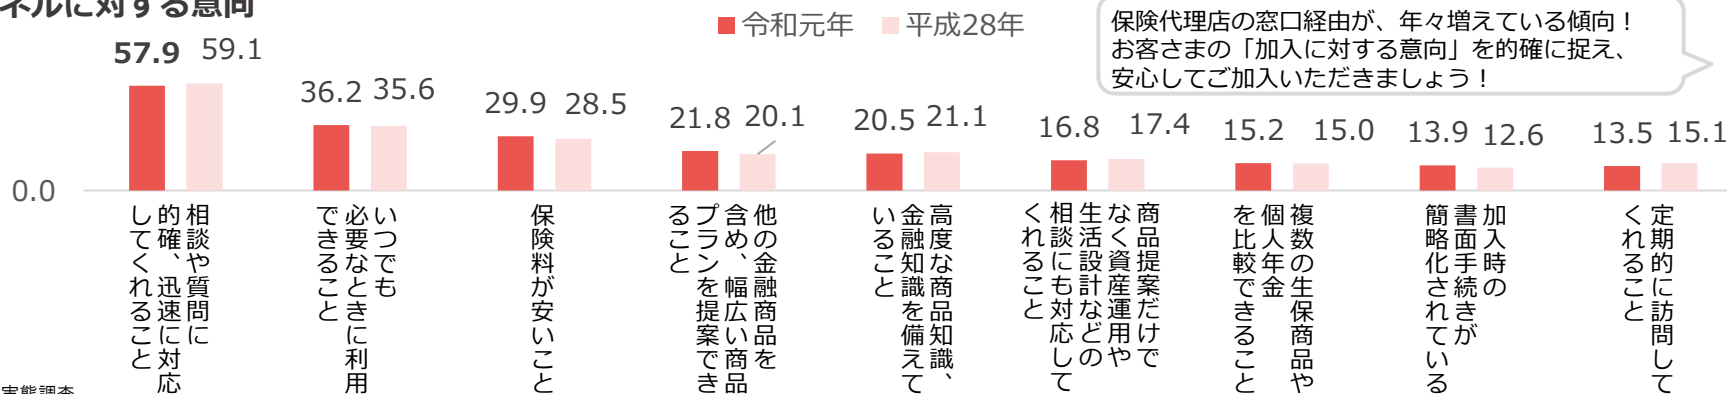 ネルに対する意向
■ 令和元年 ■ 平成28年
保険代理店の窓口経由が、年々増えている傾向！
お客さまの「加入に対する意向」を的確に捉え、
安心してご加入いただきましょう！
57.9 59.1
36.2 35.6
29.9 28.5
21.8 20.1
20.5 21.1
16.8 17.4
15.2 15.0
13.9 12.6
13.5 15.1
0.0
相談や質問に
的確、迅速に対応
してくれること
いつでも
必要なときに利用
できること
保険料が安いこと
他の金融商品を
含め、幅広い商品
プランを提案でき
ること
高度な商品知識、
金融知識を備えて
いること
商品提案だけで
なく資産運用や
生活設計などの
相談にも対応して
くれること
複数の生保商品や
個人年金
を比較できること
加入時の
書面手続きが
簡略化されている
定期的に訪問して
くれること
実態調査